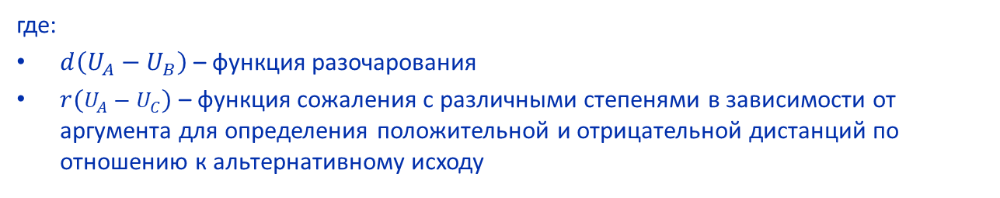 где:
• d(U_A − U_B) – функция разочарования
• r(U_A − U_C) – функция сожаления с различными степенями в зависимости от
аргумента для определения положительной и отрицательной дистанций по
отношению к альтернативному исходу